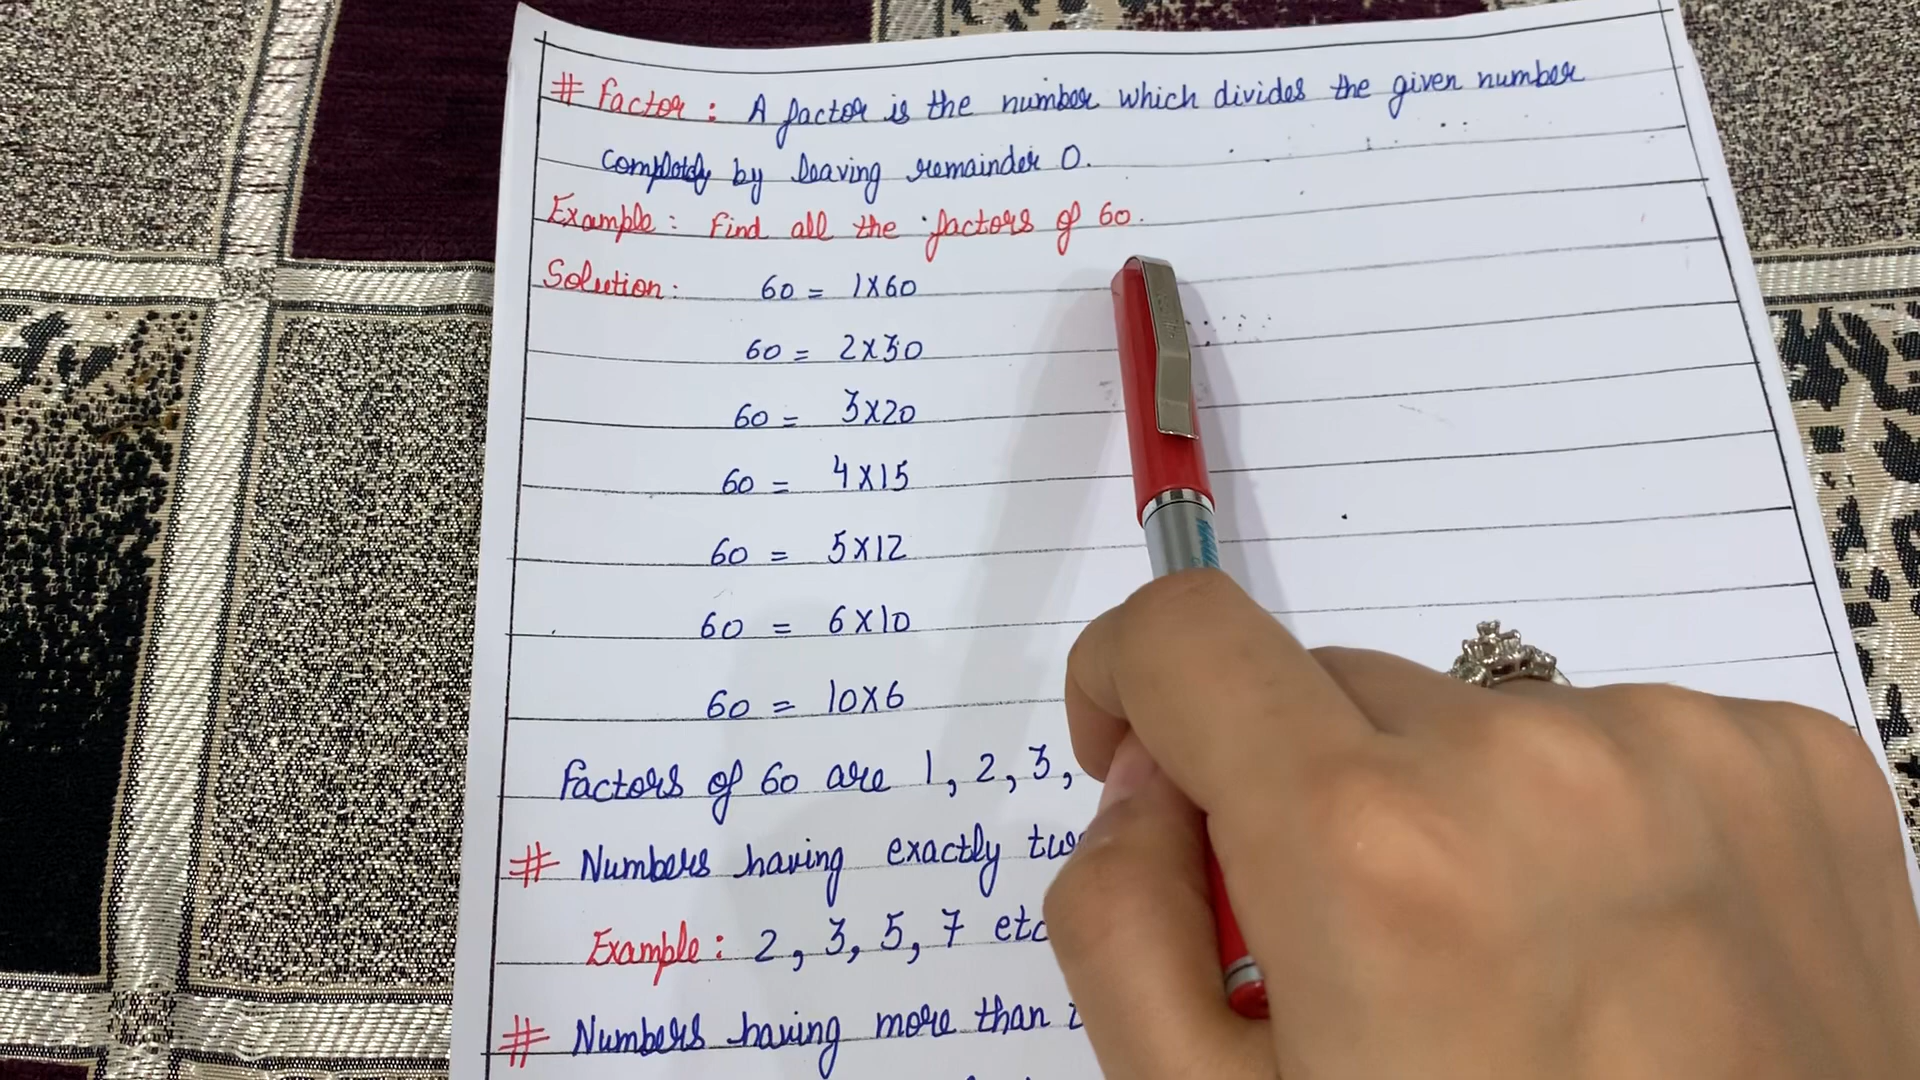 # Factor : A factor is the number which divides the given number
completely by leaving remainder 0.
Example : Find all the factors of 60.
Solution : 60 = 1X60
60 = 2X30
60 = 3X20
60 = 4X15
60 = 5X12
60 = 6X10
60 = 10X6
Factors of 60 are 1, 2, 3,
# Numbers having exactly two
Example : 2, 3, 5, 7 etc
# Numbers having more than